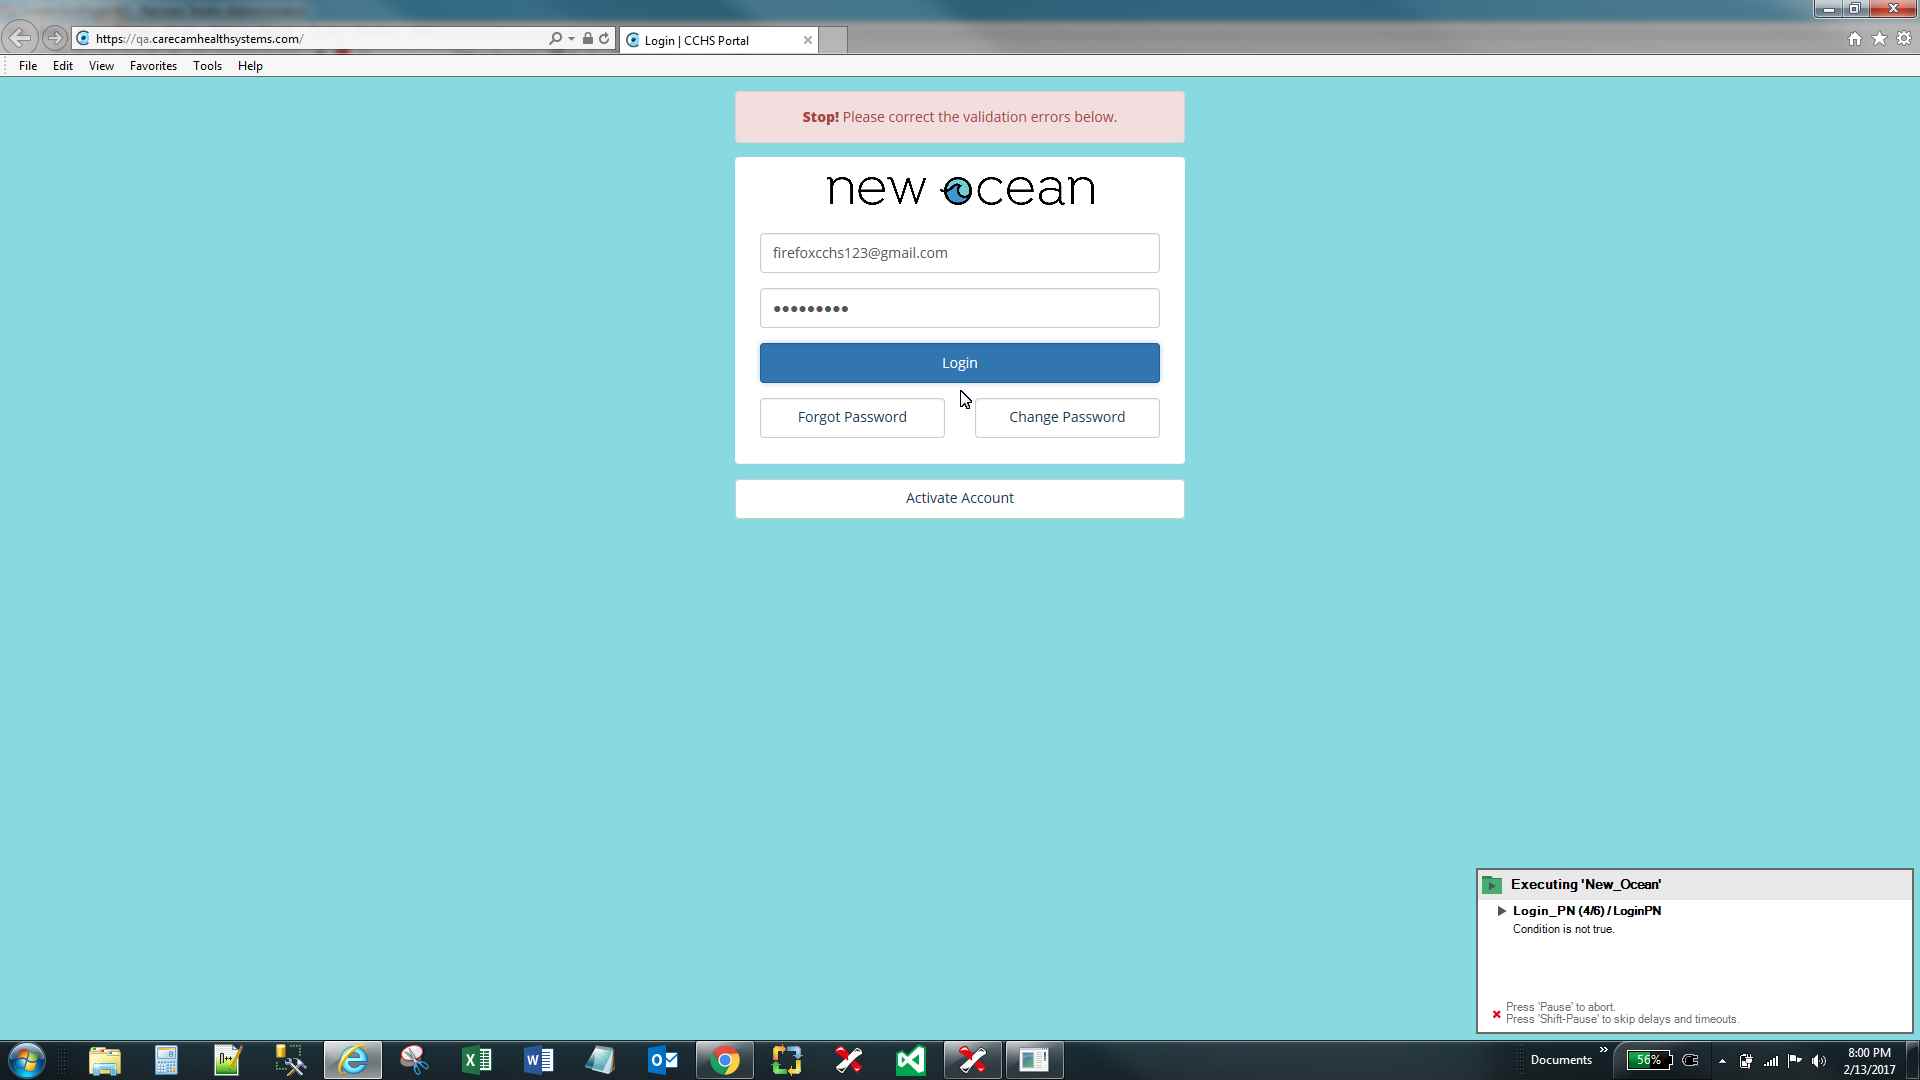 https://qa.carecamhealthsystems.com/
Login | CCHS Portal
File Edit View Favorites Tools Help
Stop! Please correct the validation errors below.
new ocean
firefoxcchs123@gmail.com
Login
Forgot Password Change Password
Activate Account
Executing 'New_Ocean'
Login_PN (4/6) / LoginPN
Condition is not true.
Press 'Pause' to abort.
Press 'Shift-Pause' to skip delays and timeouts.
Documents
56%
8:00 PM
2/13/2017